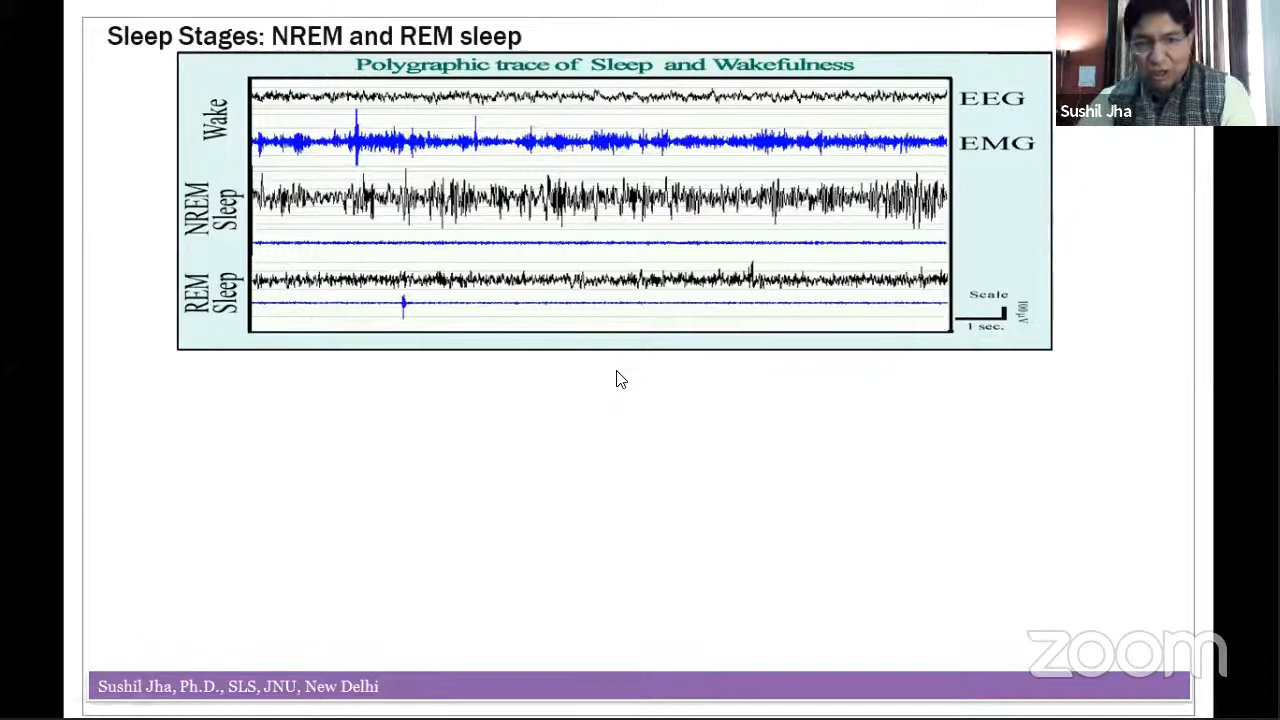 Sleep Stages: NREM and REM sleep
Polygraphic trace of Sleep and Wakefulness
Wake
EEG
EMG
NREM
Sleep
REM
Sleep
Scale
100μV
1 sec.
Sushil Jha
zoom
Sushil Jha, Ph.D., SLS, JNU, New Delhi